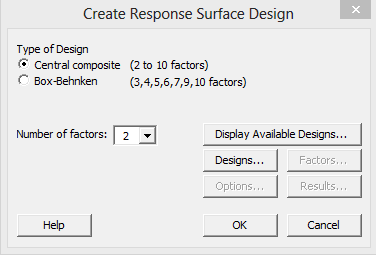 Create Response Surface Design
Type of Design
Central composite (2 to 10 factors)
Box-Behnken (3,4,5,6,7,9,10 factors)
Number of factors: 2
Display Available Designs...
Designs... Factors...
Options... Results...
Help OK Cancel